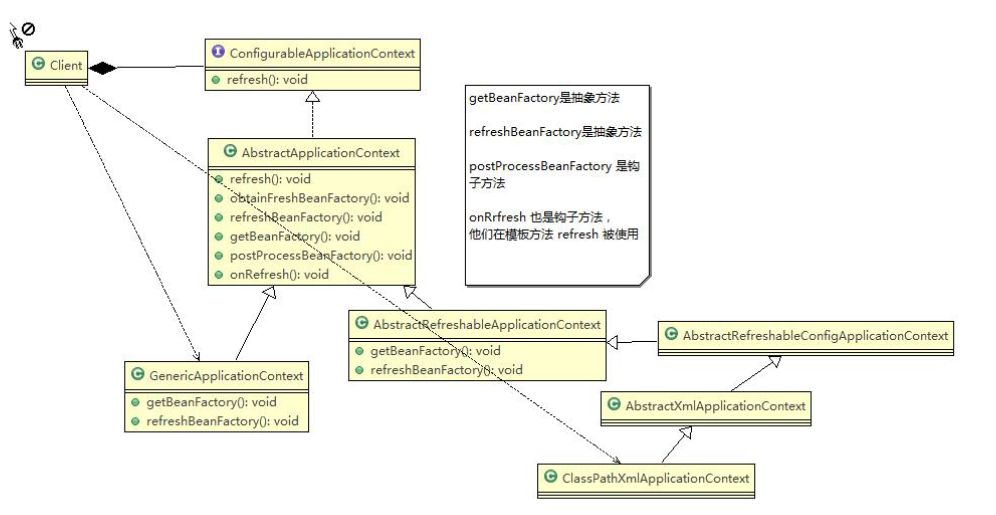 Client
ConfigurableApplicationContext
refresh(): void
AbstractApplicationContext
refresh(): void
obtainFreshBeanFactory(): void
refreshBeanFactory(): void
getBeanFactory(): void
postProcessBeanFactory(): void
onRefresh(): void
getBeanFactory是抽象方法
refreshBeanFactory是抽象方法
postProcessBeanFactory 是钩
子方法
onRrfresh 也是钩子方法，
他们在模板方法 refresh 被使用
GenericApplicationContext
getBeanFactory(): void
refreshBeanFactory(): void
AbstractRefreshableApplicationContext
getBeanFactory(): void
refreshBeanFactory(): void
AbstractRefreshableConfigApplicationContext
AbstractXmlApplicationContext
ClassPathXmlApplicationContext